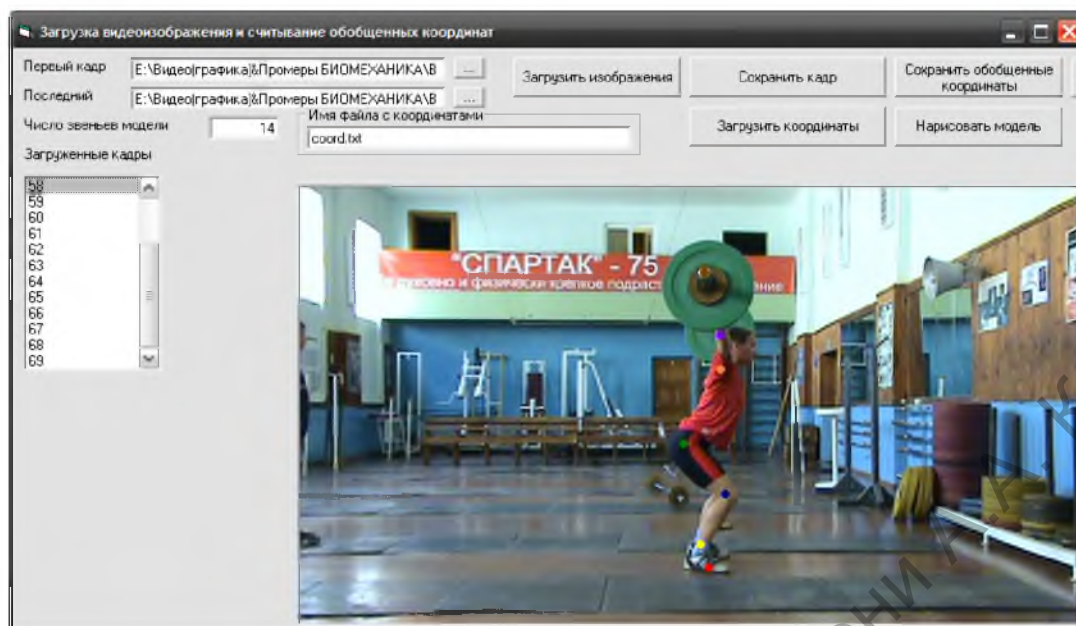 Загрузка видеоизображения и считывание обобщенных координат
Первый кадр
E:\Видео(графика)&Промеры БИОМЕХАНИКА\В
...
Последний
E:\Видео(графика)&Промеры БИОМЕХАНИКА\В
...
Число звеньев модели
14
Имя файла с координатами
coord.txt
Загрузить изображения
Сохранить кадр
Сохранить обобщенные
координаты
Загрузить координаты
Нарисовать модель
Загруженные кадры
58
59
60
61
62
63
64
65
66
67
68
69
"СПАРТАК" - 75
и физически крепкое